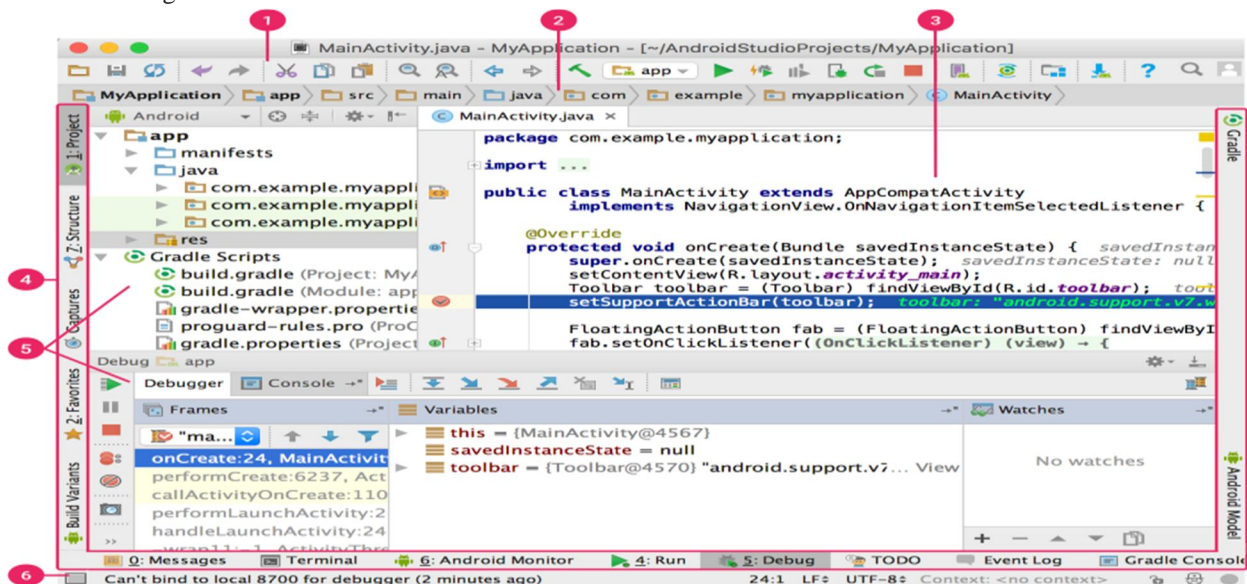 1 2 3
MainActivity.java - MyApplication - [~/AndroidStudioProjects/MyApplication]
app
?
MyApplication app src main java com example myapplication MainActivity
1: Project
Z: Structure
Captures
2: Favorites
Build Variants
4
5
Android
app
manifests
java
com.example.myappli
com.example.myappli
com.example.myappli
res
Gradle Scripts
build.gradle (Project: MyA
build.gradle (Module: app
gradle-wrapper.propertie
proguard-rules.pro (ProC
gradle.properties (Project
MainActivity.java ×
package com.example.myapplication;
import ...
public class MainActivity extends AppCompatActivity
implements NavigationView.OnNavigationItemSelectedListener {
@Override
protected void onCreate(Bundle savedInstanceState) { savedInstan
super.onCreate(savedInstanceState); savedInstanceState: null
setContentView(R.layout.activity_main);
Toolbar toolbar = (Toolbar) findViewById(R.id.toolbar); tool
setSupportActionBar(toolbar); toolbar: "android.support.v7.w
FloatingActionButton fab = (FloatingActionButton) findViewByI
fab.setOnClickListener((OnClickListener) (view) → {
Gradle
Android Model
Debug app
Debugger Console
Frames Variables Watches
"ma...
onCreate:24, MainActivit
performCreate:6237, Act
callActivityOnCreate:110
performLaunchActivity:2
handleLaunchActivity:24
-wrap11:-1, ActivityThre
this = {MainActivity@4567}
savedInstanceState = null
toolbar = {Toolbar@4570} "android.support.v7... View
No watches
0: Messages Terminal 6: Android Monitor 4: Run 5: Debug TODO Event Log Gradle Console
6
Can't bind to local 8700 for debugger (2 minutes ago) 24:1 LF UTF-8 Context: <no context>